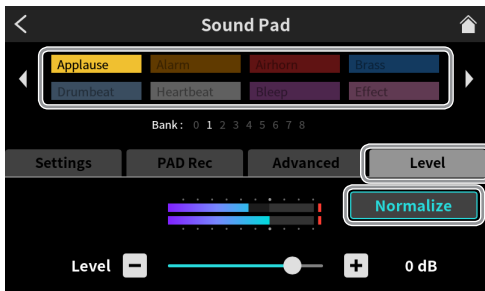 Sound Pad
Applause Alarm Airhorn Brass
Drumbeat Heartbeat Bleep Effect
Bank: 0 1 2 3 4 5 6 7 8
Settings PAD Rec Advanced Level
Normalize
Level 0 dB